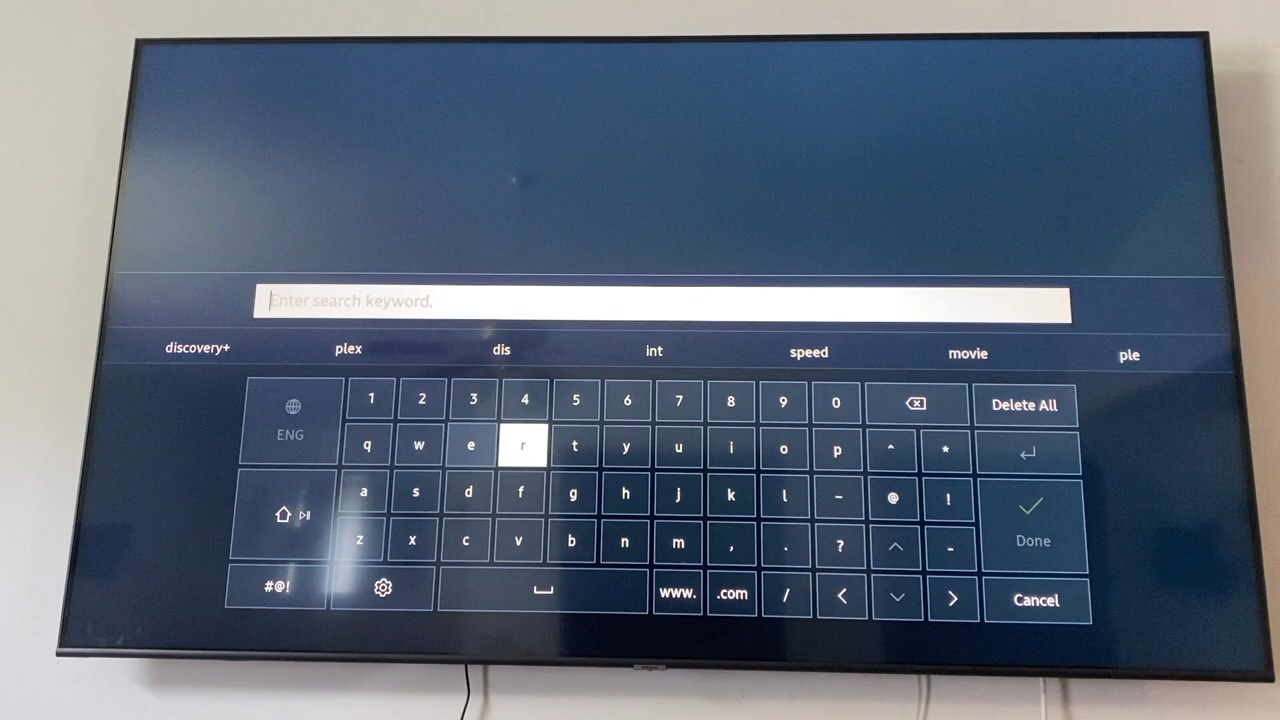 Enter search keyword.
discovery+ plex dis int speed movie ple
1 2 3 4 5 6 7 8 9 0 Delete All
ENG
q w e r t y u i o p ^ *
a s d f g h j k l ~ @ !
z x c v b n m , . ? - Done
#@! www. .com / < > Cancel